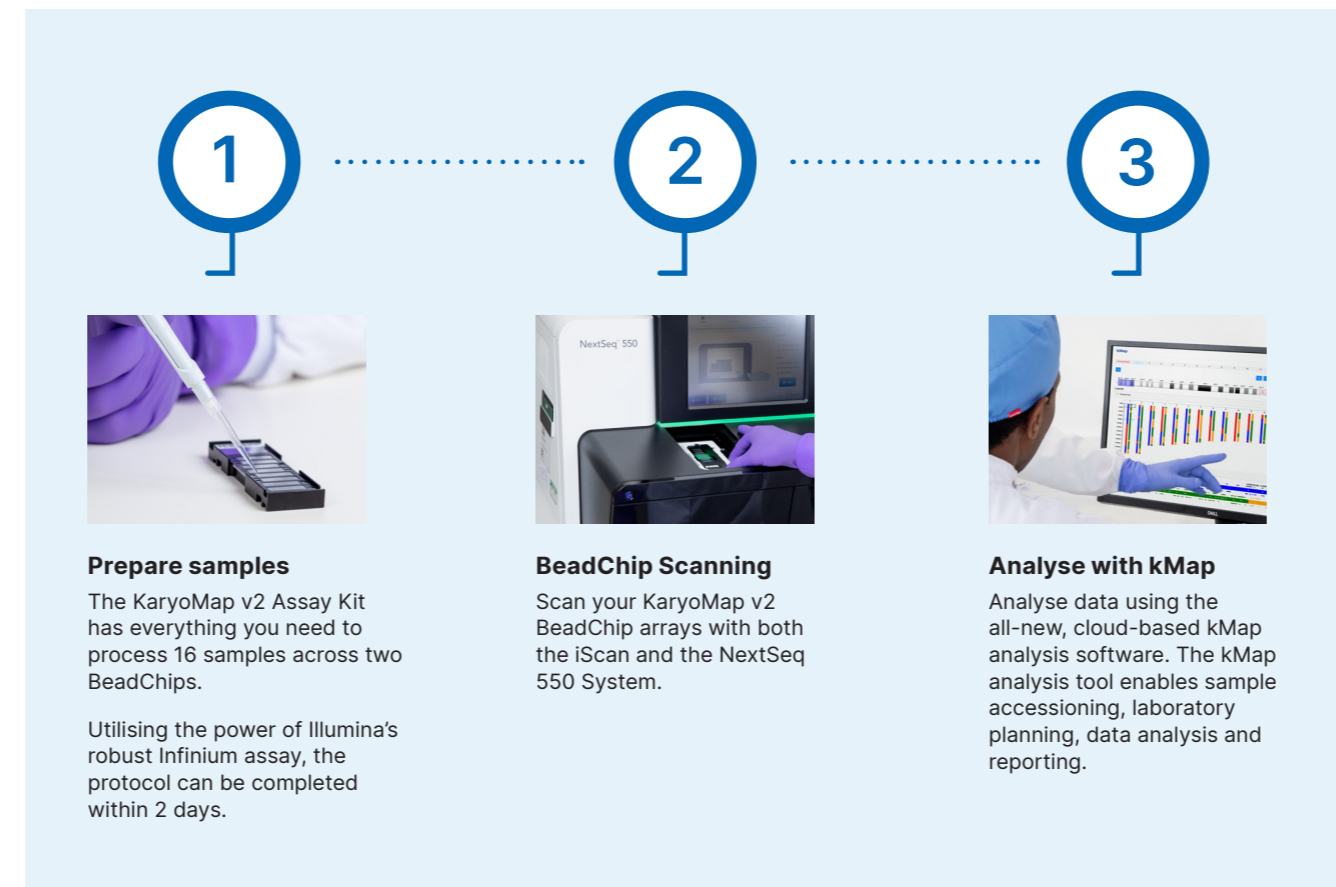 1
2
3
NextSeq 550
Prepare samples
The KaryoMap v2 Assay Kit
has everything you need to
process 16 samples across two
BeadChips.
Utilising the power of Illumina’s
robust Infinium assay, the
protocol can be completed
within 2 days.
BeadChip Scanning
Scan your KaryoMap v2
BeadChip arrays with both
the iScan and the NextSeq
550 System.
Analyse with kMap
Analyse data using the
all-new, cloud-based kMap
analysis software. The kMap
analysis tool enables sample
accessioning, laboratory
planning, data analysis and
reporting.